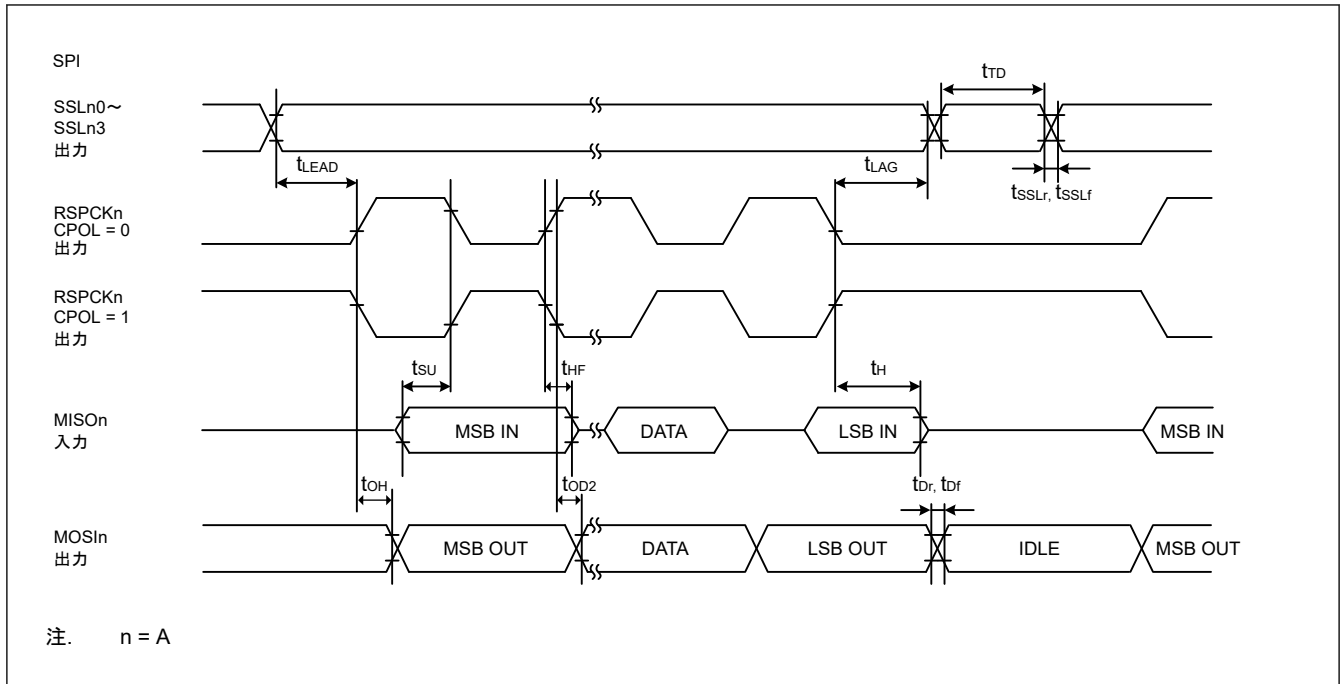 SPI
tTD
SSLn0～
SSLn3
出力
tLEAD
tLAG
tSSLr, tSSLf
RSPCKn
CPOL = 0
出力
RSPCKn
CPOL = 1
出力
tSU
tHF
tH
MISOn
入力
MSB IN
DATA
LSB IN
MSB IN
tOH
tOD2
tDr, tDf
MOSIn
出力
MSB OUT
DATA
LSB OUT
IDLE
MSB OUT
注. n = A